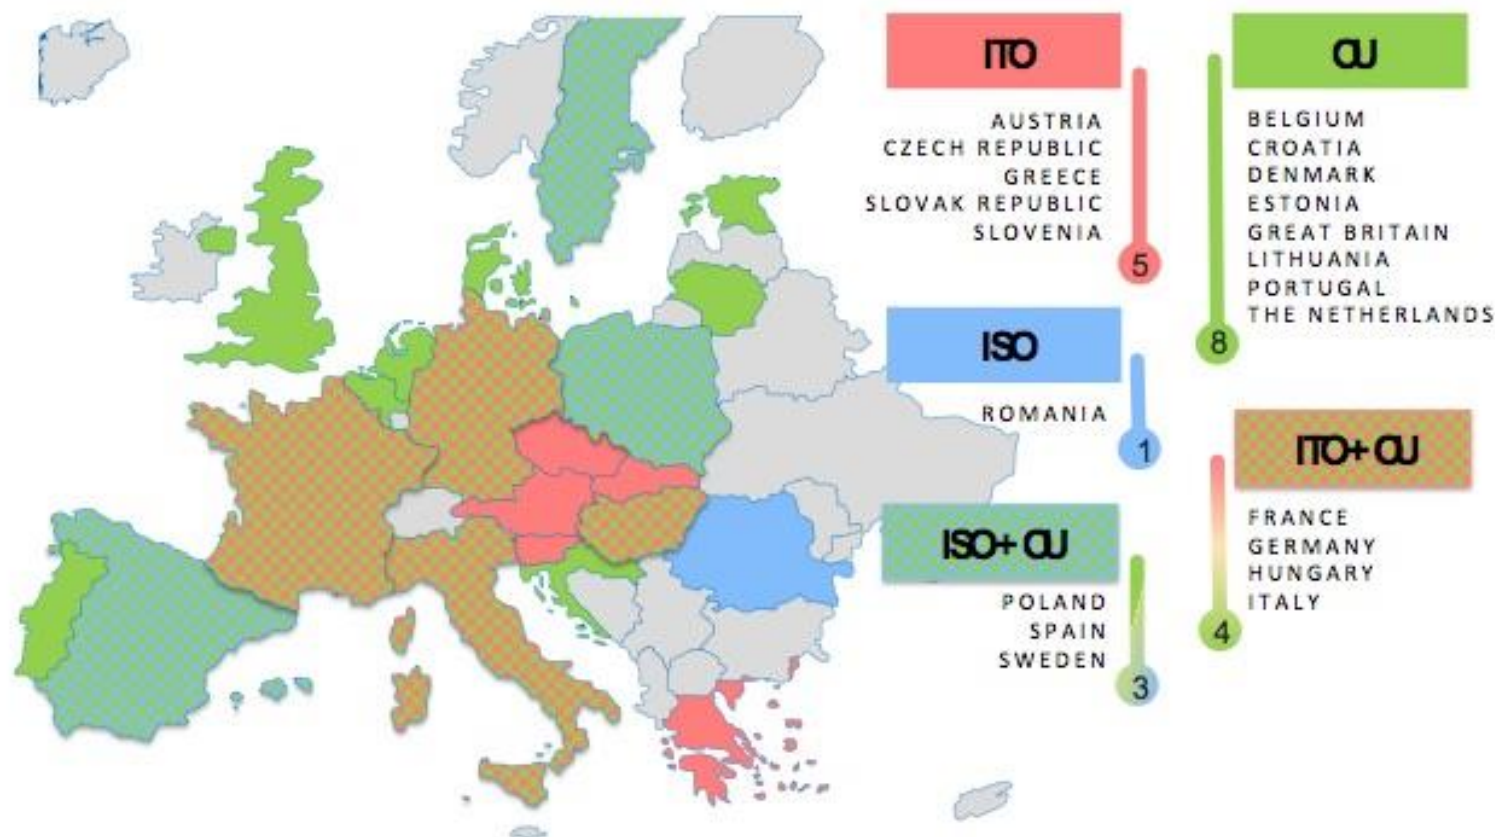 ITO
AUSTRIA
CZECH REPUBLIC
GREECE
SLOVAK REPUBLIC
SLOVENIA
5
ISO
ROMANIA
1
ISO+ OU
POLAND
SPAIN
SWEDEN
3
OU
BELGIUM
CROATIA
DENMARK
ESTONIA
GREAT BRITAIN
LITHUANIA
PORTUGAL
THE NETHERLANDS
8
ITO+ OU
FRANCE
GERMANY
HUNGARY
ITALY
4